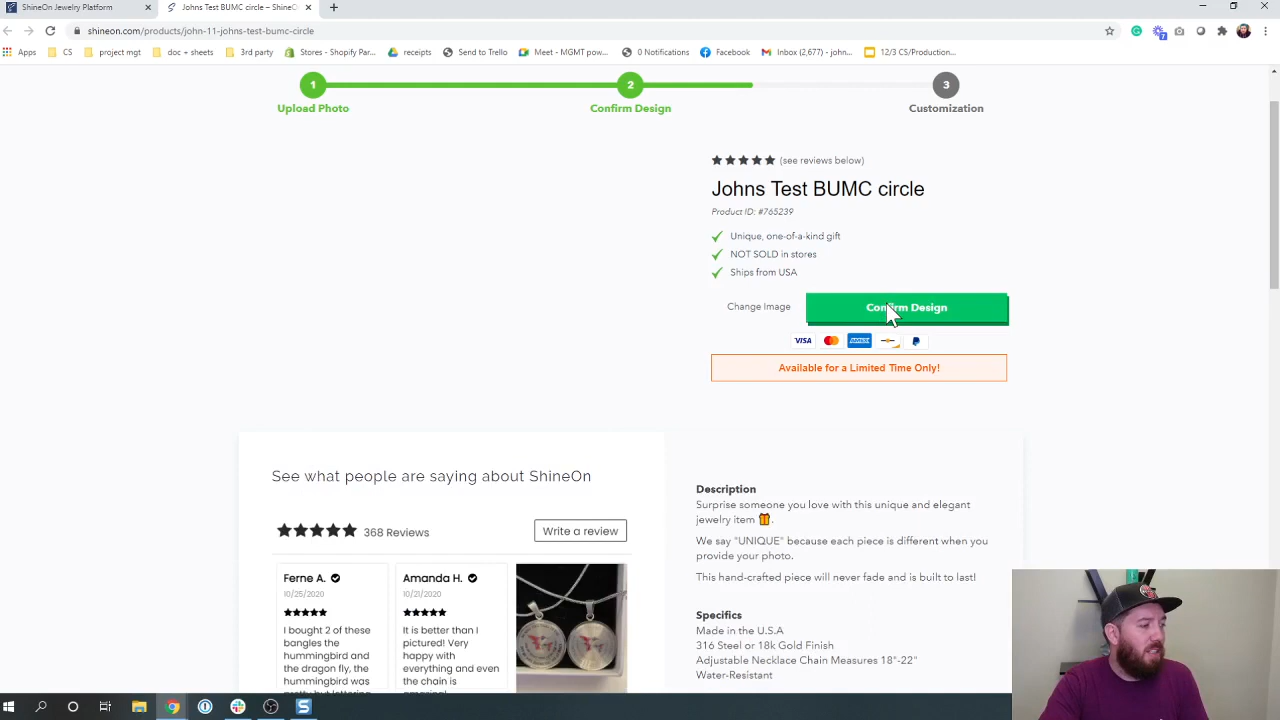 ShineOn Jewelry Platform
Johns Test BUMC circle – ShineO
shineon.com/products/john-11-johns-test-bumc-circle
Apps
CS
project mgt
doc + sheets
3rd party
Stores - Shopify Par...
receipts
Send to Trello
Meet - MGMT pow...
0 Notifications
Facebook
Inbox (2,677) - john...
12/3 CS/Production...
7
1
2
3
Upload Photo
Confirm Design
Customization
(see reviews below)
Johns Test BUMC circle
Product ID: #765239
Unique, one-of-a-kind gift
NOT SOLD in stores
Ships from USA
Change Image
Confirm Design
VISA
Available for a Limited Time Only!
See what people are saying about ShineOn
368 Reviews
Write a review
Ferne A.
10/25/2020
I bought 2 of these
bangles the
hummingbird and
the dragon fly, the
hummingbird was
Amanda H.
10/21/2020
It is better than I
pictured! Very
happy with
everything and even
the chain is
Description
Surprise someone you love with this unique and elegant
jewelry item 🎁.
We say "UNIQUE" because each piece is different when you
provide your photo.
This hand-crafted piece will never fade and is built to last!
Specifics
Made in the U.S.A
316 Steel or 18k Gold Finish
Adjustable Necklace Chain Measures 18"-22"
Water-Resistant